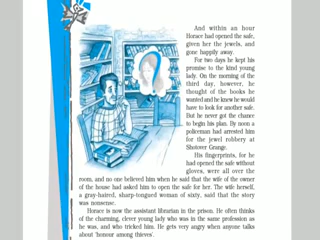 And within an hour
Horace had opened the safe,
given her the jewels, and
gone happily away.
For two days he kept his
promise to the kind young
lady. On the morning of the
third day, however, he
thought of the books he
wanted and he knew he would
have to look for another safe.
But he never got the chance
to begin his plan. By noon a
policeman had arrested him
for the jewel robbery at
Shotover Grange.
His fingerprints, for he
had opened the safe without
gloves, were all over the
room, and no one believed him when he said that the wife of the owner
of the house had asked him to open the safe for her. The wife herself,
a gray-haired, sharp-tongued woman of sixty, said that the story
was nonsense.
Horace is now the assistant librarian in the prison. He often thinks
of the charming, clever young lady who was in the same profession as
he was, and who tricked him. He gets very angry when anyone talks
about 'honour among thieves'.